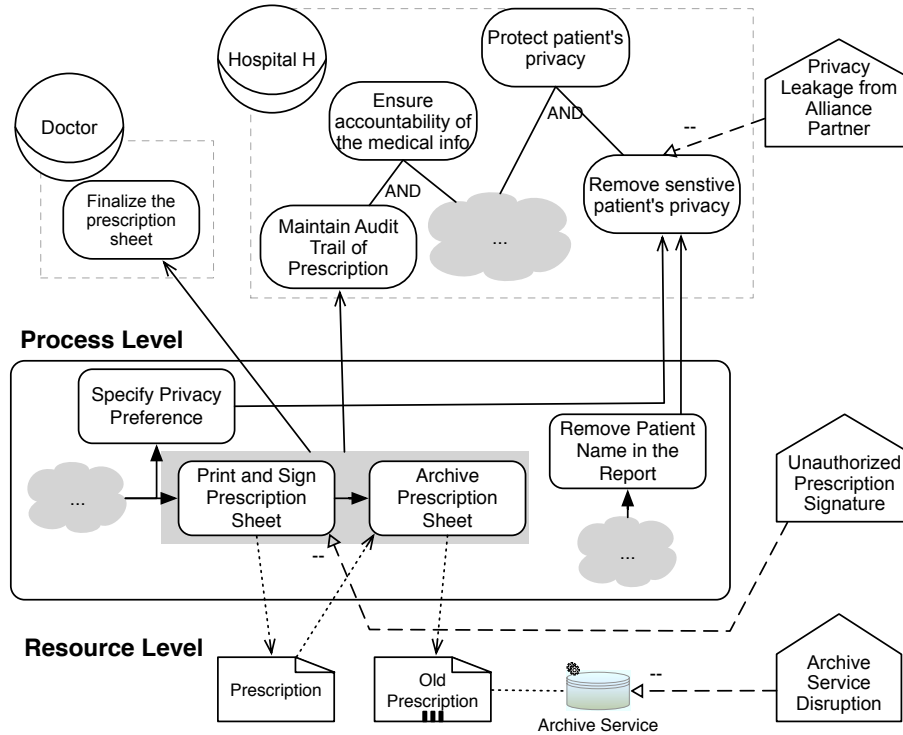 Protect patient's
privacy
Hospital H
Privacy
Leakage from
Alliance
Partner
Ensure
accountability of
the medical info
AND
--
Doctor
Remove senstive
patient's privacy
AND
Finalize the
prescription
sheet
Maintain Audit
Trail of
Prescription
...
Process Level
Specify Privacy
Preference
Remove Patient
Name in the
Report
Unauthorized
Prescription
Signature
Print and Sign
Prescription
Sheet
Archive
Prescription
Sheet
...
...
--
Resource Level
Prescription
Old
Prescription
--
Archive
Service
Disruption
Archive Service